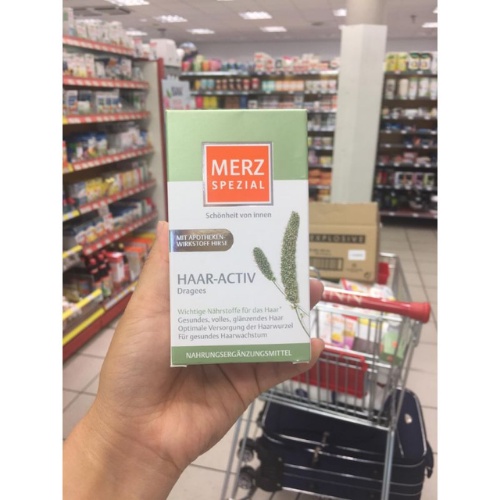 MERZ
SPEZIAL
Schönheit von innen
MIT APOTHEKEN-
WIRKSTOFF HIRSE
HAAR-ACTIV
Dragees
Wichtige Nährstoffe für das Haar*
Gesundes, volles, glänzendes Haar
Optimale Versorgung der Haarwurzel
Für gesundes Haarwachstum
NAHRUNGSERGÄNZUNGSMITTEL
EXPLOSIVE